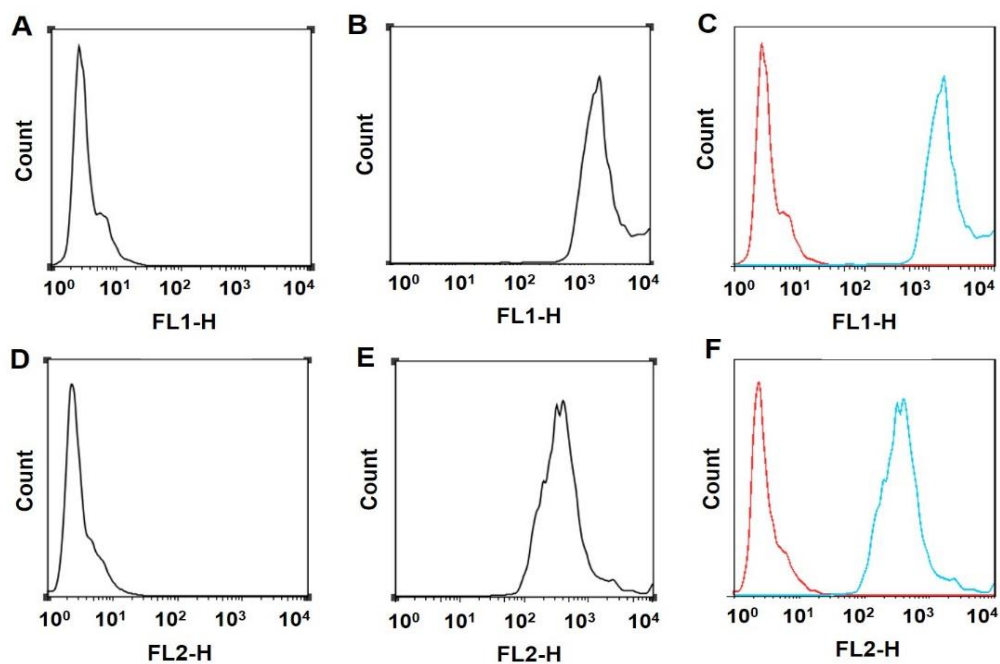 A B C
Count Count Count
10⁰ 10¹ 10² 10³ 10⁴ 10⁰ 10¹ 10² 10³ 10⁴ 10⁰ 10¹ 10² 10³ 10⁴
FL1-H FL1-H FL1-H
D E F
Count Count Count
10⁰ 10¹ 10² 10³ 10⁴ 10⁰ 10¹ 10² 10³ 10⁴ 10⁰ 10¹ 10² 10³ 10⁴
FL2-H FL2-H FL2-H